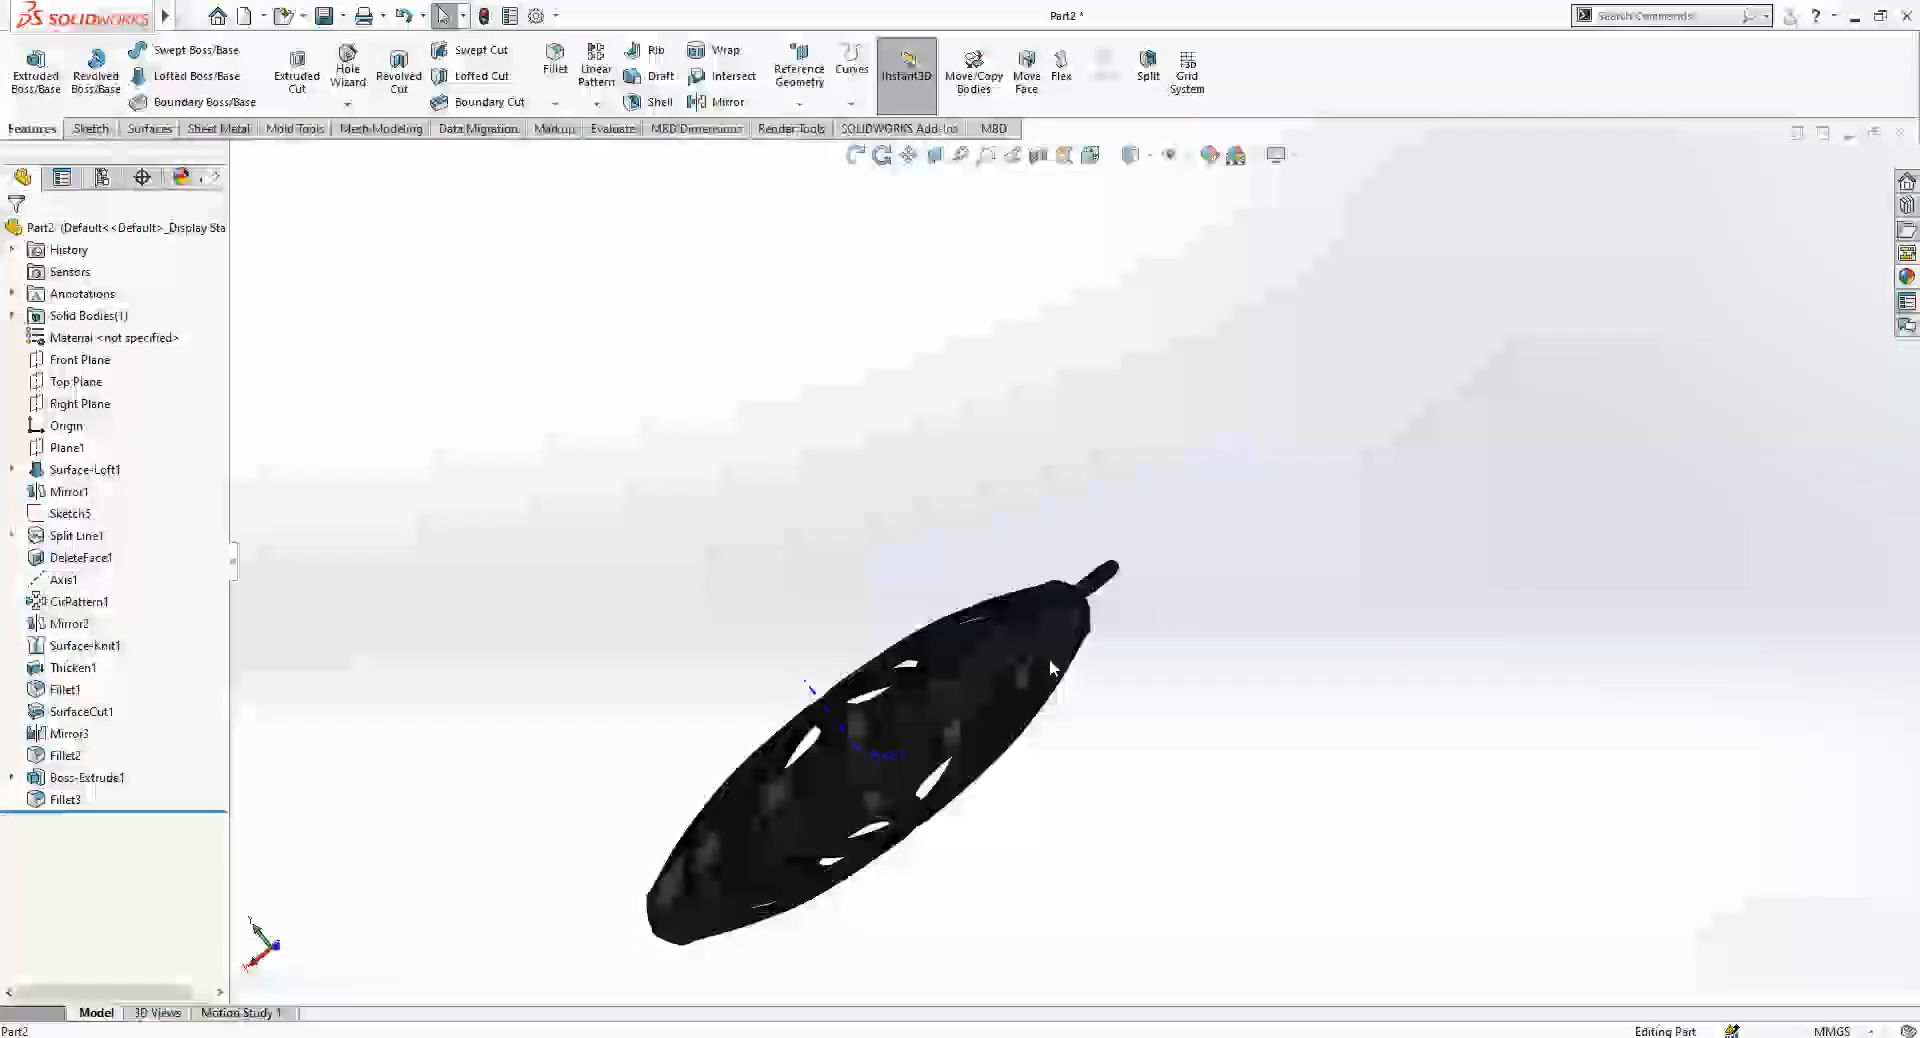 SOLIDWORKS
Part2 *
Search Commands
Extruded Boss/Base
Revolved Boss/Base
Swept Boss/Base
Lofted Boss/Base
Boundary Boss/Base
Extruded Cut
Hole Wizard
Revolved Cut
Swept Cut
Lofted Cut
Boundary Cut
Fillet
Linear Pattern
Rib
Draft
Shell
Wrap
Intersect
Mirror
Reference Geometry
Curves
Instant3D
Move/Copy Bodies
Move Face
Flex
Split
Grid System
Features
Sketch
Surfaces
Sheet Metal
Mold Tools
Mesh Modeling
Data Migration
Markup
Evaluate
MBD Dimensions
Render Tools
SOLIDWORKS Add-Ins
MBD
Part2 (Default<<Default>_Display Sta
History
Sensors
Annotations
Solid Bodies(1)
Material <not specified>
Front Plane
Top Plane
Right Plane
Origin
Plane1
Surface-Loft1
Mirror1
Sketch5
Split Line1
DeleteFace1
Axis1
CirPattern1
Mirror2
Surface-Knit1
Thicken1
Fillet1
SurfaceCut1
Mirror3
Fillet2
Boss-Extrude1
Fillet3
Axis1
Model
3D Views
Motion Study 1
Part2
Editing Part
MMGS